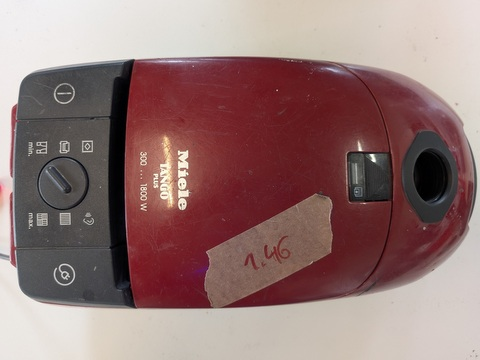 Miele
TANGO
PLUS
300 ... 1800 W
min.
max.
1.46